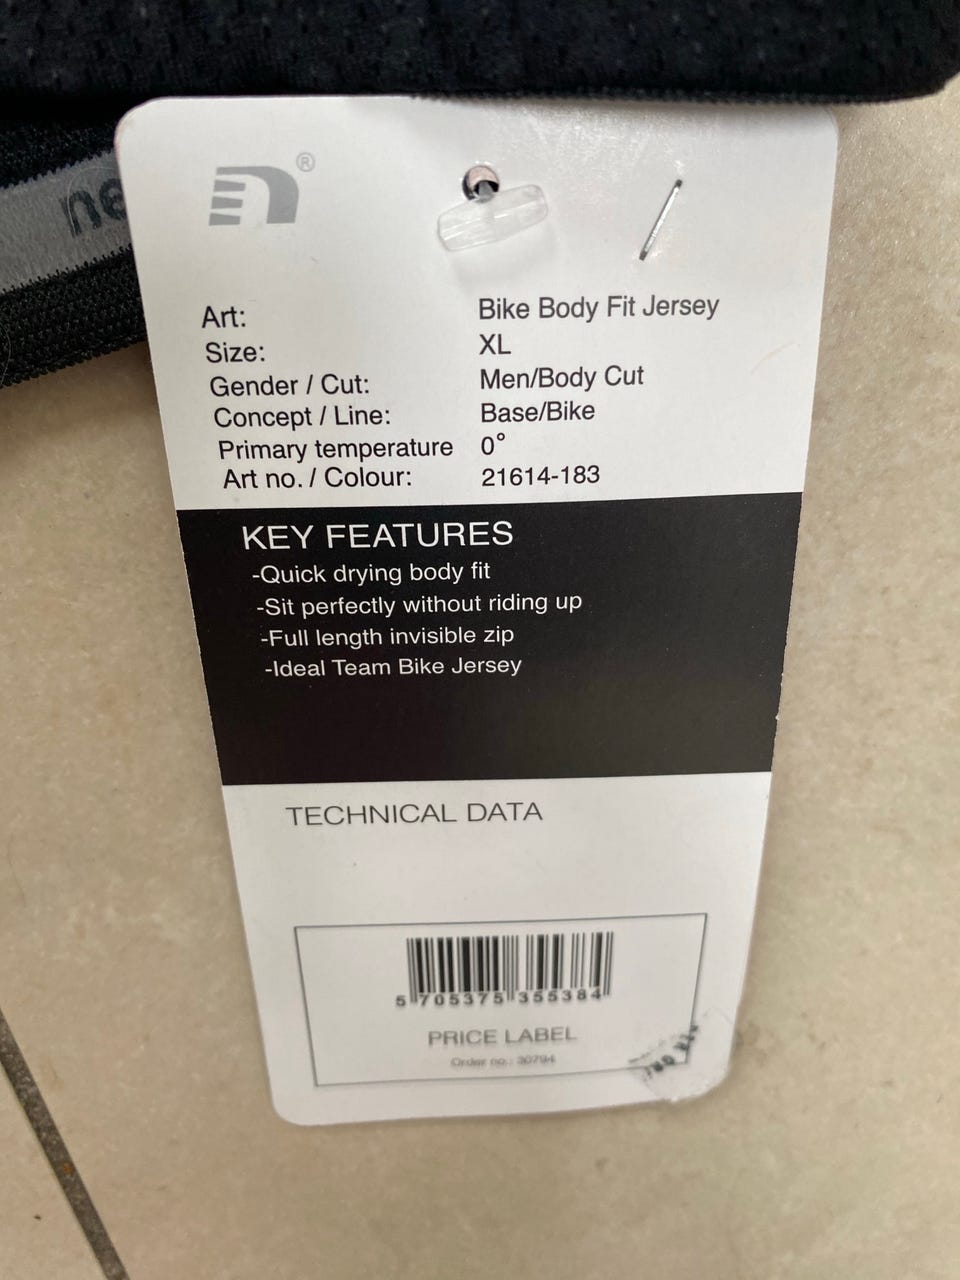 ne
®
Art: Bike Body Fit Jersey
Size: XL
Gender / Cut: Men/Body Cut
Concept / Line: Base/Bike
Primary temperature 0°
Art no. / Colour: 21614-183
KEY FEATURES
-Quick drying body fit
-Sit perfectly without riding up
-Full length invisible zip
-Ideal Team Bike Jersey
TECHNICAL DATA
5 705375 355384
PRICE LABEL
Order no.: 30794